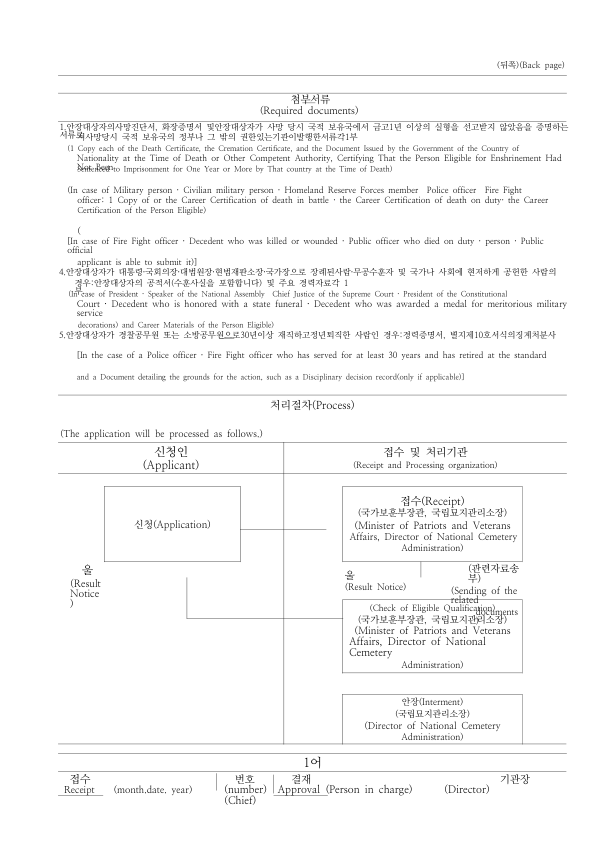 (뒤쪽)(Back page)
첨부서류
(Required documents)
1.안장대상자의사망진단서, 화장증명서 및안장대상자가 사망 당시 국적 보유국에서 금고1년 이상의 실형을 선고받지 않았음을 증명하는
서류로
사망당시 국적 보유국의 정부나 그 밖의 권한있는기관이발행한서류각1부
(1 Copy each of the Death Certificate, the Cremation Certificate, and the Document Issued by the Government of the Country of
Nationality at the Time of Death or Other Competent Authority, Certifying That the Person Eligible for Enshrinement Had
Not Been
Sentenced to Imprisonment for One Year or More by That country at the Time of Death)
(In case of Military person · Civilian military person · Homeland Reserve Forces member Police officer Fire Fight
officer: 1 Copy of or the Career Certification of death in battle · the Career Certification of death on duty· the Career
Certification of the Person Eligible)
(
[In case of Fire Fight officer · Decedent who was killed or wounded · Public officer who died on duty · person · Public
official
applicant is able to submit it)]
4.안장대상자가 대통령·국회의장·대법원장·헌법재판소장·국가장으로 장례된사람·무공수훈자 및 국가나 사회에 현저하게 공헌한 사람의
경우:안장대상자의 공적서(수훈사실을 포함합니다) 및 주요 경력자료각 1
(In case of President · Speaker of the National Assembly Chief Justice of the Supreme Court · President of the Constitutional
Court · Decedent who is honored with a state funeral · Decedent who was awarded a medal for meritorious military
service
decorations) and Career Materials of the Person Eligible)
5.안장대상자가 경찰공무원 또는 소방공무원으로30년이상 재직하고정년퇴직한 사람인 경우:경력증명서, 별지제10호서식의징계처분사
[In the case of a Police officer · Fire Fight officer who has served for at least 30 years and has retired at the standard
and a Document detailing the grounds for the action, such as a Disciplinary decision record(only if applicable)]
처리절차(Process)
(The application will be processed as follows.)
신청인
(Applicant)
접수 및 처리기관
(Receipt and Processing organization)
신청(Application)
접수(Receipt)
(국가보훈부장관, 국립묘지관리소장)
(Minister of Patriots and Veterans
Affairs, Director of National Cemetery
Administration)
울
(Result
Notice
)
울
(Result Notice)
(관련자료송
부)
(Sending of the
related
documents
(Check of Eligible Qualification)
(국가보훈부장관, 국립묘지관리소장)
(Minister of Patriots and Veterans
Affairs, Director of National
Cemetery
Administration)
안장(Interment)
(국립묘지관리소장)
(Director of National Cemetery
Administration)
1어
접수
Receipt
(month,date, year)
번호
(number)
(Chief)
결재
Approval (Person in charge)
기관장
(Director)